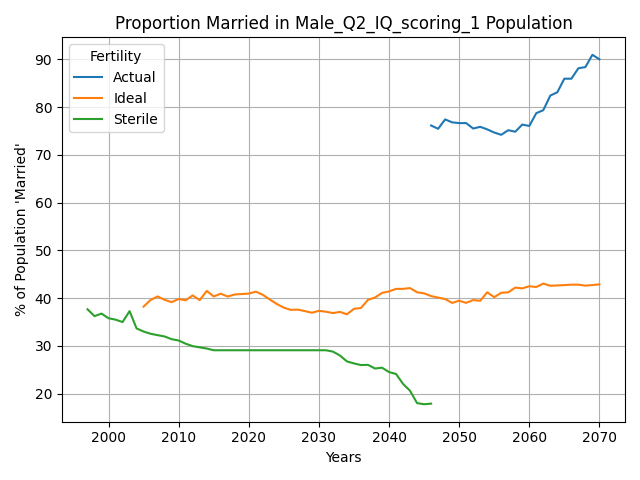 Proportion Married in Male_Q2_IQ_scoring_1 Population
Fertility
Actual
Ideal
Sterile
% of Population 'Married'
90
80
70
60
50
40
30
20
2000 2010 2020 2030 2040 2050 2060 2070
Years